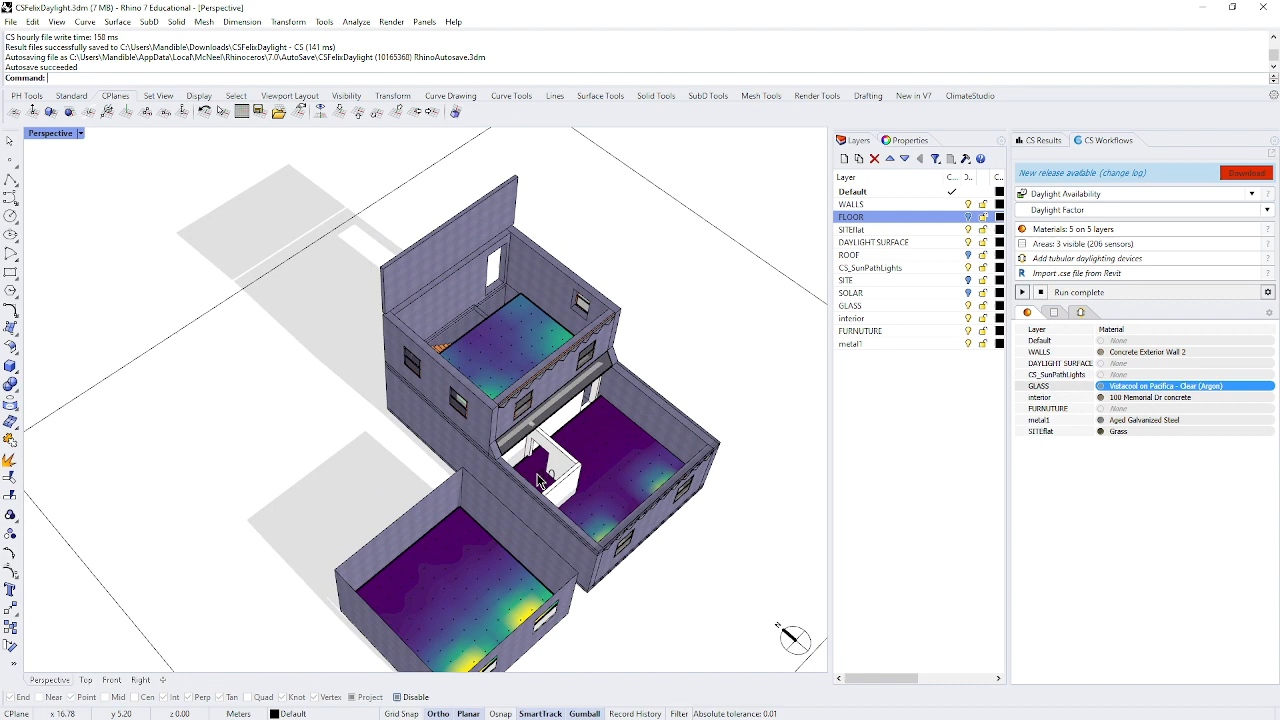 CSFelixDaylight.3dm (7 MB) - Rhino 7 Educational - [Perspective]
File Edit View Curve Surface SubD Solid Mesh Dimension Transform Tools Analyze Render Panels Help
CS hourly file write time: 158 ms
Result files successfully saved to C:\Users\Mandible\Downloads\CSFelixDaylight - CS (141 ms)
Autosaving file as C:\Users\Mandible\AppData\Local\McNeel\Rhinoceros\7.0\AutoSave\CSFelixDaylight (10165368) RhinoAutosave.3dm
Autosave succeeded
Command:
PH Tools Standard CPlanes Set View Display Select Viewport Layout Visibility Transform Curve Drawing Curve Tools Lines Surface Tools Solid Tools SubD Tools Mesh Tools Render Tools Drafting New in V7 ClimateStudio
Perspective
N
Layers Properties
Layer C... ... C...
Default
WALLS
FLOOR
SITEflat
DAYLIGHT SURFACE
ROOF
CS_SunPathLights
SITE
SOLAR
GLASS
interior
FURNUTURE
metal1
CS Results CS Workflows
New release available (change log) Download
Daylight Availability ?
Daylight Factor
Materials: 5 on 5 layers ?
Areas: 3 visible (206 sensors) ?
Add tubular daylighting devices ?
R Import .cse file from Revit ?
Run complete
Layer Material
Default None
WALLS Concrete Exterior Wall 2
DAYLIGHT SURFACE None
CS_SunPathLights None
GLASS Vistacool on Pacifica - Clear (Argon)
interior 100 Memorial Dr concrete
FURNUTURE None
metal1 Aged Galvanized Steel
SITEflat Grass
Perspective Top Front Right
End Near Point Mid Cen Int Perp Tan Quad Knot Vertex Project Disable
CPlane x 16.78 y 5.20 z 0.00 Meters Default Grid Snap Ortho Planar Osnap SmartTrack Gumball Record History Filter Absolute tolerance: 0.01